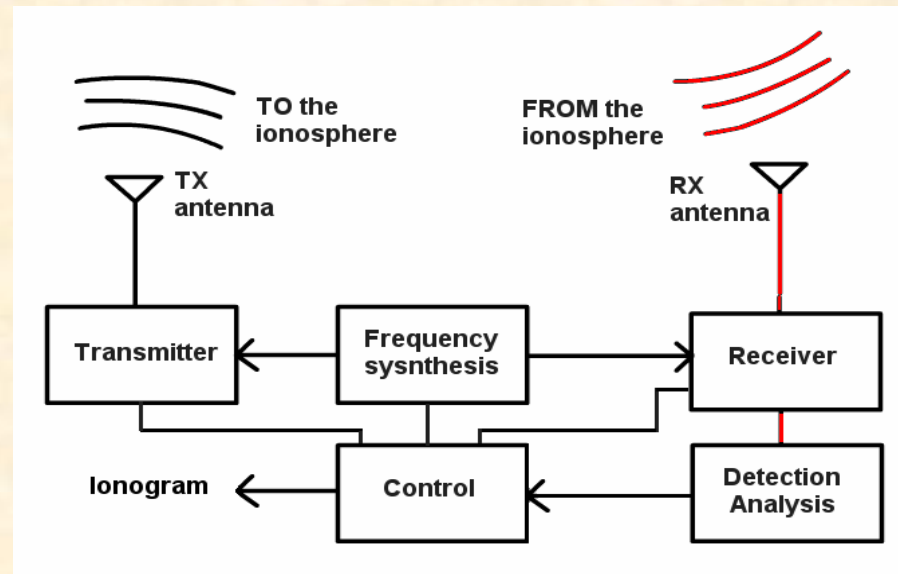 TO the
ionosphere
FROM the
ionosphere
TX
antenna
RX
antenna
Transmitter
Frequency
sysnthesis
Receiver
Ionogram
Control
Detection
Analysis